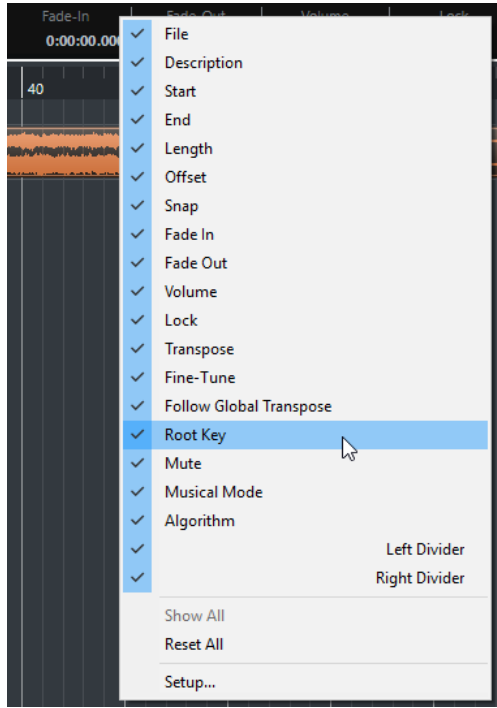 Fade-In Fade-Out Volume Lock
0:00:00.000
40
File
Description
Start
End
Length
Offset
Snap
Fade In
Fade Out
Volume
Lock
Transpose
Fine-Tune
Follow Global Transpose
Root Key
Mute
Musical Mode
Algorithm
Left Divider
Right Divider
Show All
Reset All
Setup...